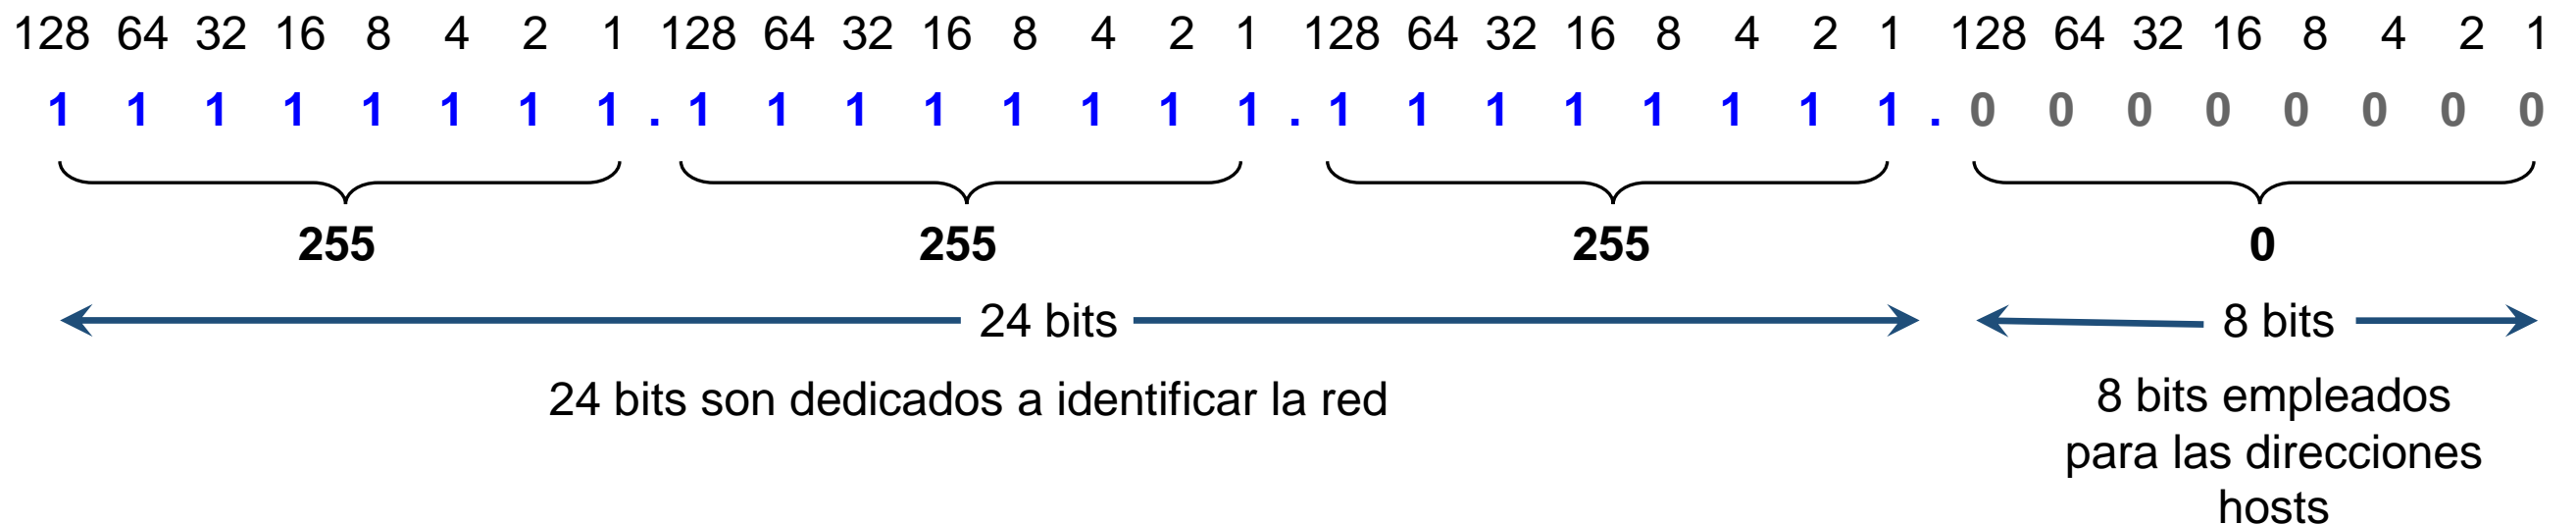 128 64 32 16 8 4 2 1 128 64 32 16 8 4 2 1 128 64 32 16 8 4 2 1 128 64 32 16 8 4 2 1
1 1 1 1 1 1 1 1 . 1 1 1 1 1 1 1 1 . 1 1 1 1 1 1 1 1 . 0 0 0 0 0 0 0 0
255 255 255 0
24 bits 8 bits
24 bits son dedicados a identificar la red
8 bits empleados
para las direcciones
hosts